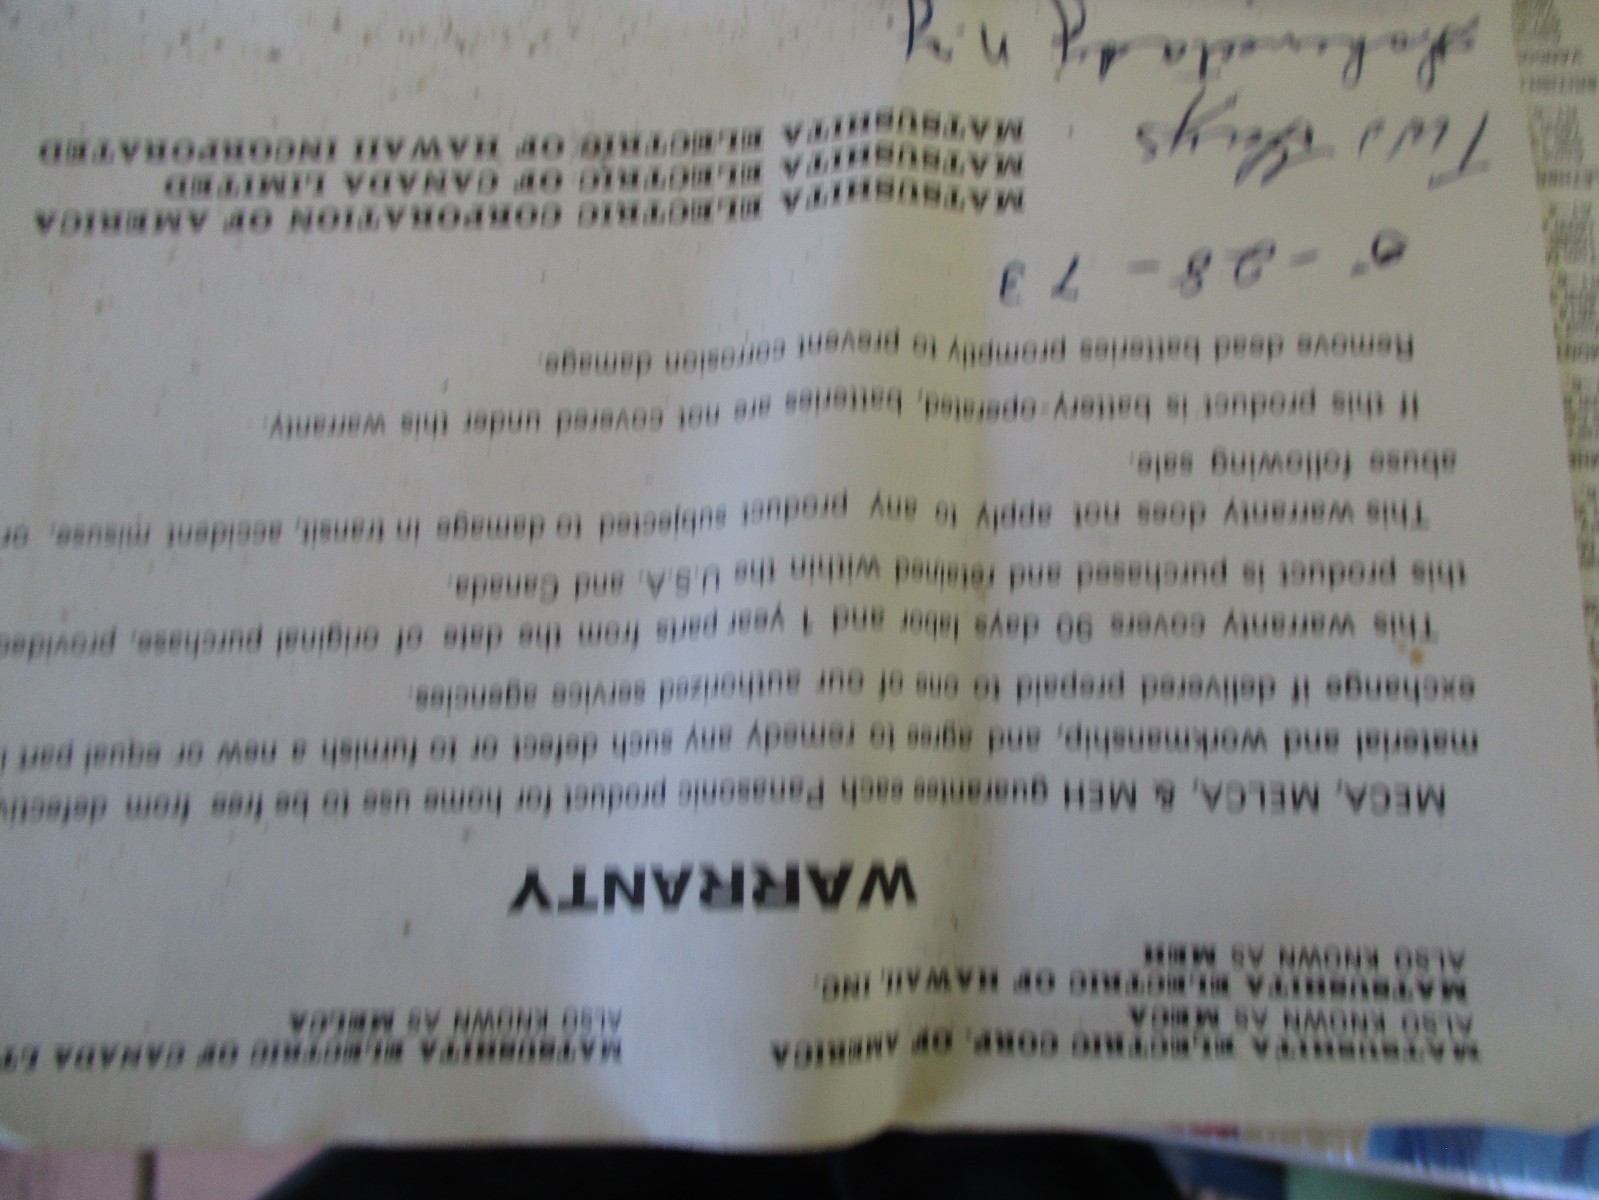 MATSUSHITA ELECTRIC CORP. OF AMERICA
ALSO KNOWN AS MECA
MATSUSHITA ELECTRIC OF CANADA LT
ALSO KNOWN AS MELCA
MATSUSHITA ELECTRIC OF HAWAII, INC.
ALSO KNOWN AS MEH
WARRANTY
MECA, MELCA, & MEH guarantee each Panasonic product for home use to be free from defectiv
material and workmanship, and agree to remedy any such defect or to furnish a new or equal part i
exchange if delivered prepaid to one of our authorized service agencies.
This warranty covers 90 days labor and 1 year parts from the date of original purchase, provided
this product is purchased and retained within the U.S.A. and Canada.
This warranty does not apply to any product subjected to damage in transit, accident misuse, or
abuse following sale.
If this product is battery-operated, batteries are not covered under this warranty.
Remove dead batteries promptly to prevent corrosion damage.
-28-73
MATSUSHITA ELECTRIC CORPORATION OF AMERICA
MATSUSHITA ELECTRIC OF CANADA LIMITED
MATSUSHITA ELECTRIC OF HAWAII INCORPORATED
Two Guys
N.Y.